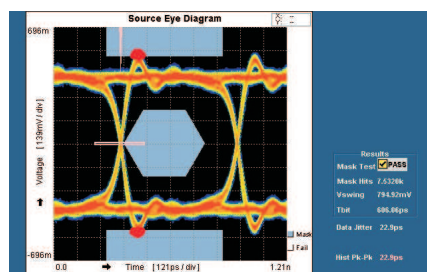 Source Eye Diagram
X: --
Y: --
696m
Voltage [139mV / div]
-696m
0.0
Time [121ps / div]
1.21n
Mask
Fail
Results
Mask Test PASS
Mask Hits 7.5320k
Vswing 794.92mV
Tbit 606.06ps
Data Jitter 22.9ps
Hist Pk-Pk 22.9ps